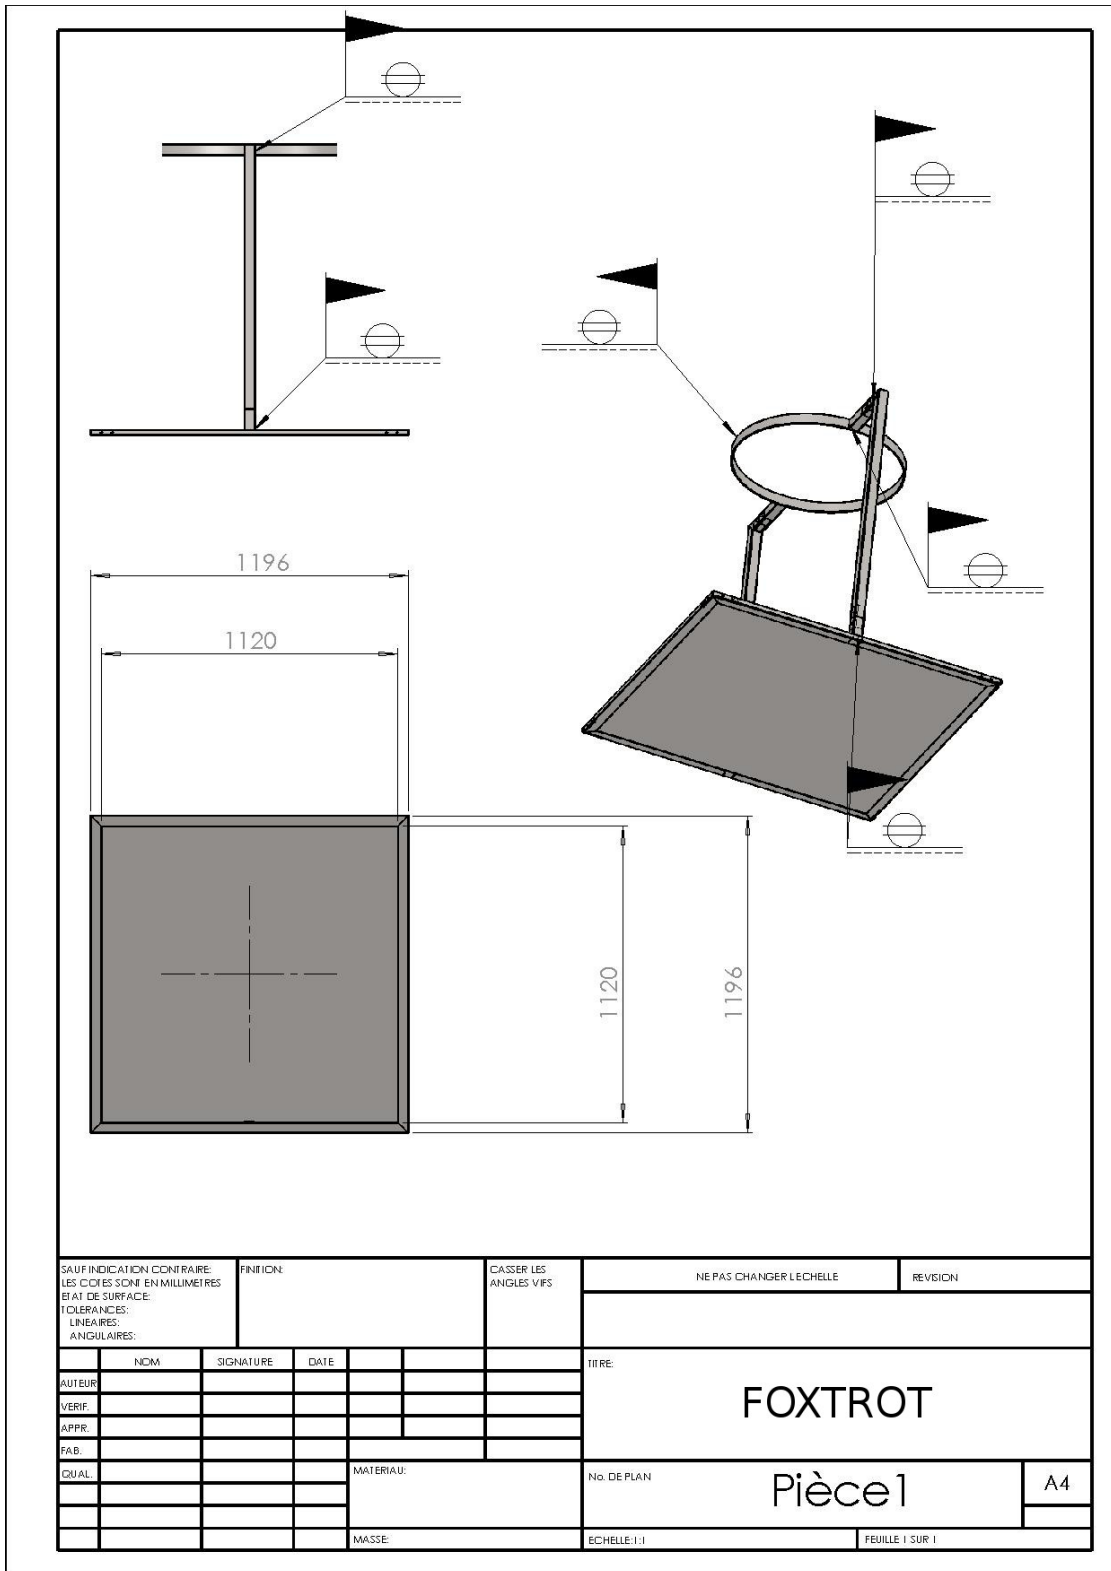 1196
1120
1120
1196
SAUF INDICATION CONTRAIRE:
LES COTES SONT EN MILLIMETRES
ETAT DE SURFACE:
TOLERANCES:
LINEAIRES:
ANGULAIRES:
FINITION:
CASSER LES
ANGLES VIFS
NE PAS CHANGER L ECHELLE
REVISION
NOM
SIGNATURE
DATE
TITRE:
AUTEUR
VERIF.
APPR.
FAB.
QUAL.
FOXTROT
MATERIAU:
No. DE PLAN
Pièce1
A4
MASSE:
ECHELLE:1:1
FEUILLE 1 SUR 1